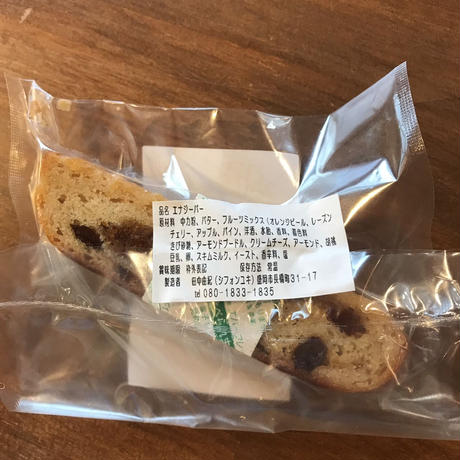 品名 エナジーバー
原材料 中力粉、バター、フルーツミックス(オレンジピール、レーズン
チェリー、アップル、パイン、洋酒、水飴、香料、着色料
きび砂糖、アーモンドプードル、クリームチーズ、アーモンド、胡桃
豆乳、卵、スキムミルク、イースト、香辛料、塩
賞味期限 枠外表記 保存方法 常温
製造者 田中由紀(シフォンユキ)盛岡市長橋町31-17
tel 080-1833-1835